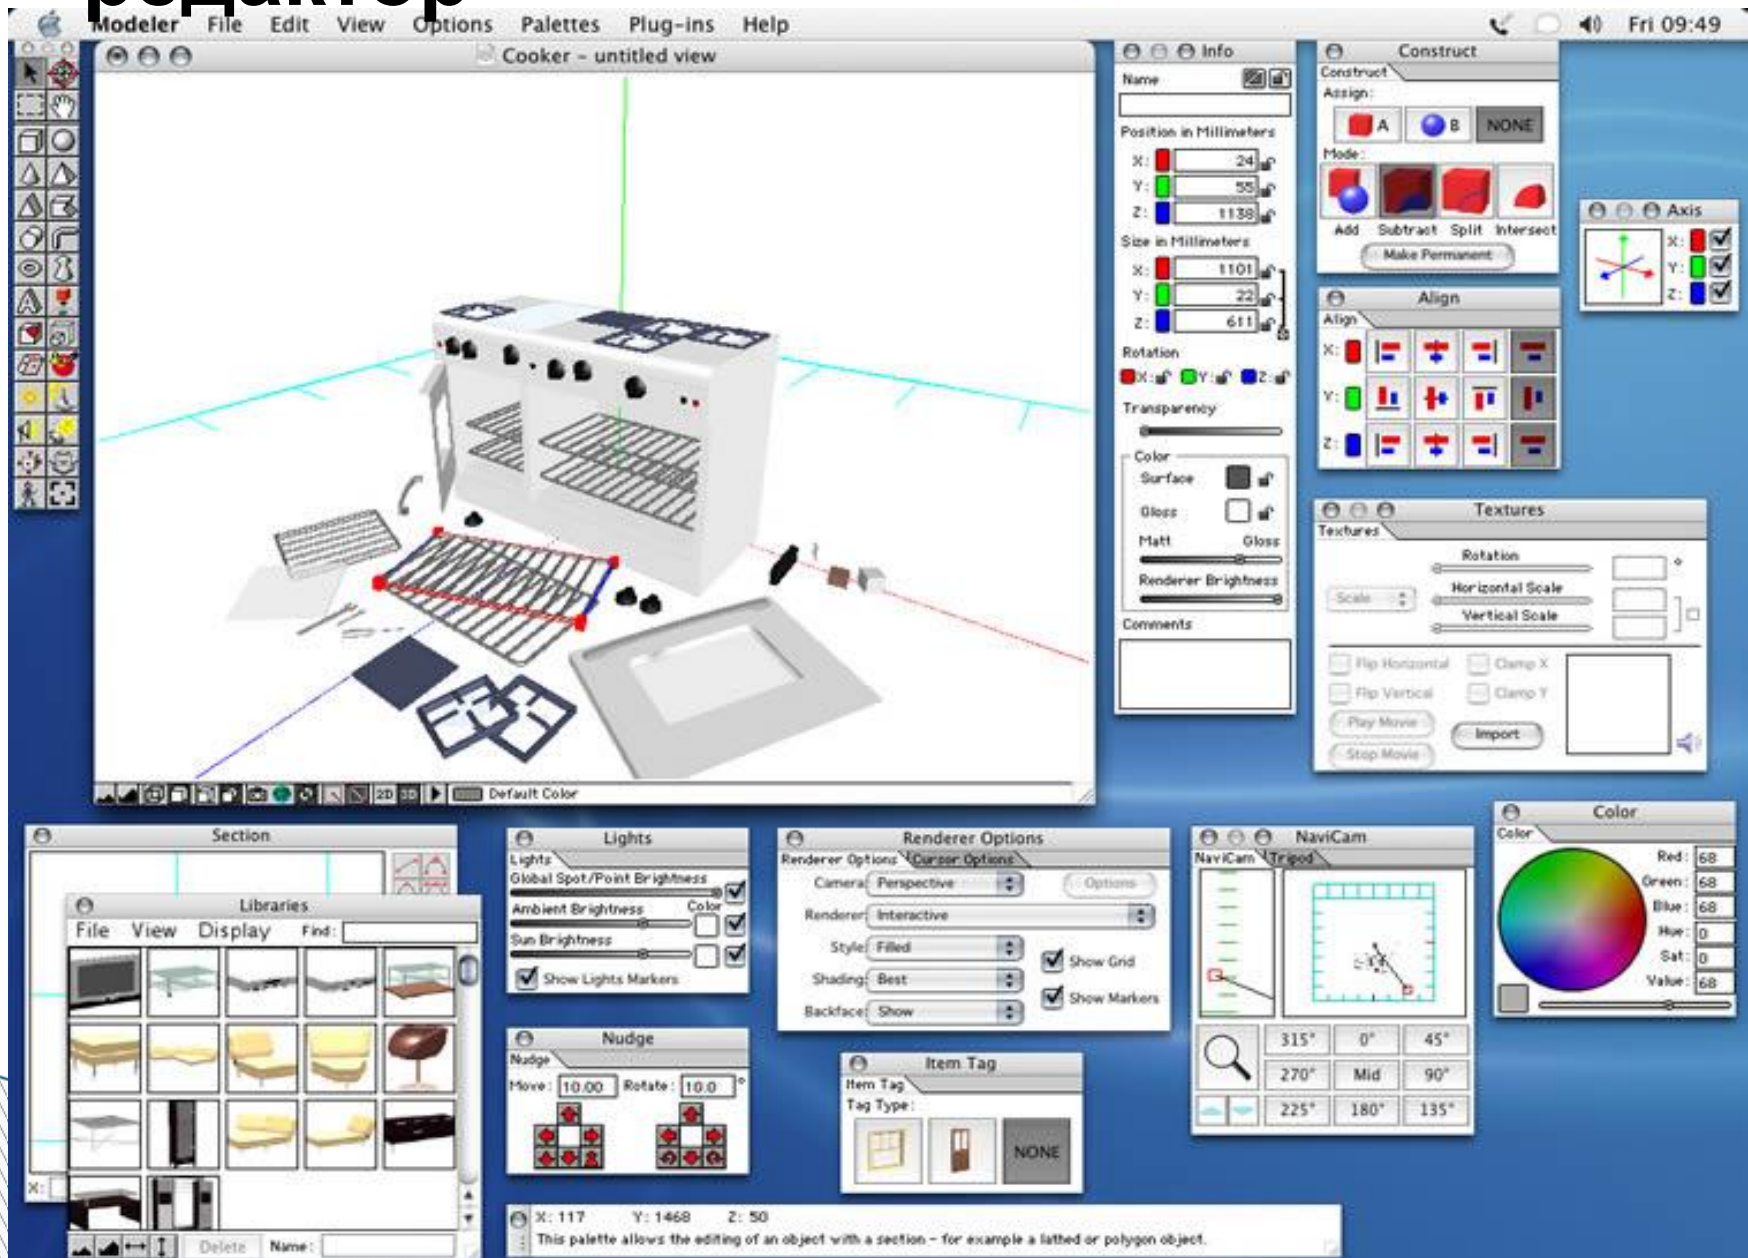 редактор
Modeler File Edit View Options Palettes Plug-ins Help Fri 09:49
Cooker – untitled view
Default Color
Info
Name
Position in Millimeters
X: 24
Y: 55
Z: 1138
Size in Millimeters
X: 1101
Y: 22
Z: 611
Rotation
X: Y: Z:
Transparency
Color
Surface
Gloss
Matt Gloss
Renderer Brightness
Comments
Construct
Construct
Assign:
A B NONE
Mode:
Add Subtract Split Intersect
Make Permanent
Axis
X:
Y:
Z:
Align
Align
X:
Y:
Z:
Textures
Textures
Rotation
°
Scale
Horizontal Scale
Vertical Scale
Flip Horizontal Clamp X
Flip Vertical Clamp Y
Play Movie
Import
Stop Movie
Section
X:
Libraries
File View Display Find:
Delete Name:
Lights
Lights
Global Spot/Point Brightness
Ambient Brightness Color
Sun Brightness
Show Lights Markers
Nudge
Nudge
Move: 10.00 Rotate: 10.0 °
Renderer Options
Renderer Options Cursor Options
Camera: Perspective Options
Renderer: Interactive
Style: Filled
Show Grid
Shading: Best
Show Markers
Backface: Show
Item Tag
Item Tag
Tag Type:
NONE
NaviCam
NaviCam Tripod
315° 0° 45°
270° Mid 90°
225° 180° 135°
Color
Color
Red: 68
Green: 68
Blue: 68
Hue: 0
Sat: 0
Value: 68
X: 117 Y: 1468 Z: 50
This palette allows the editing of an object with a section – for example a lathed or polygon object.